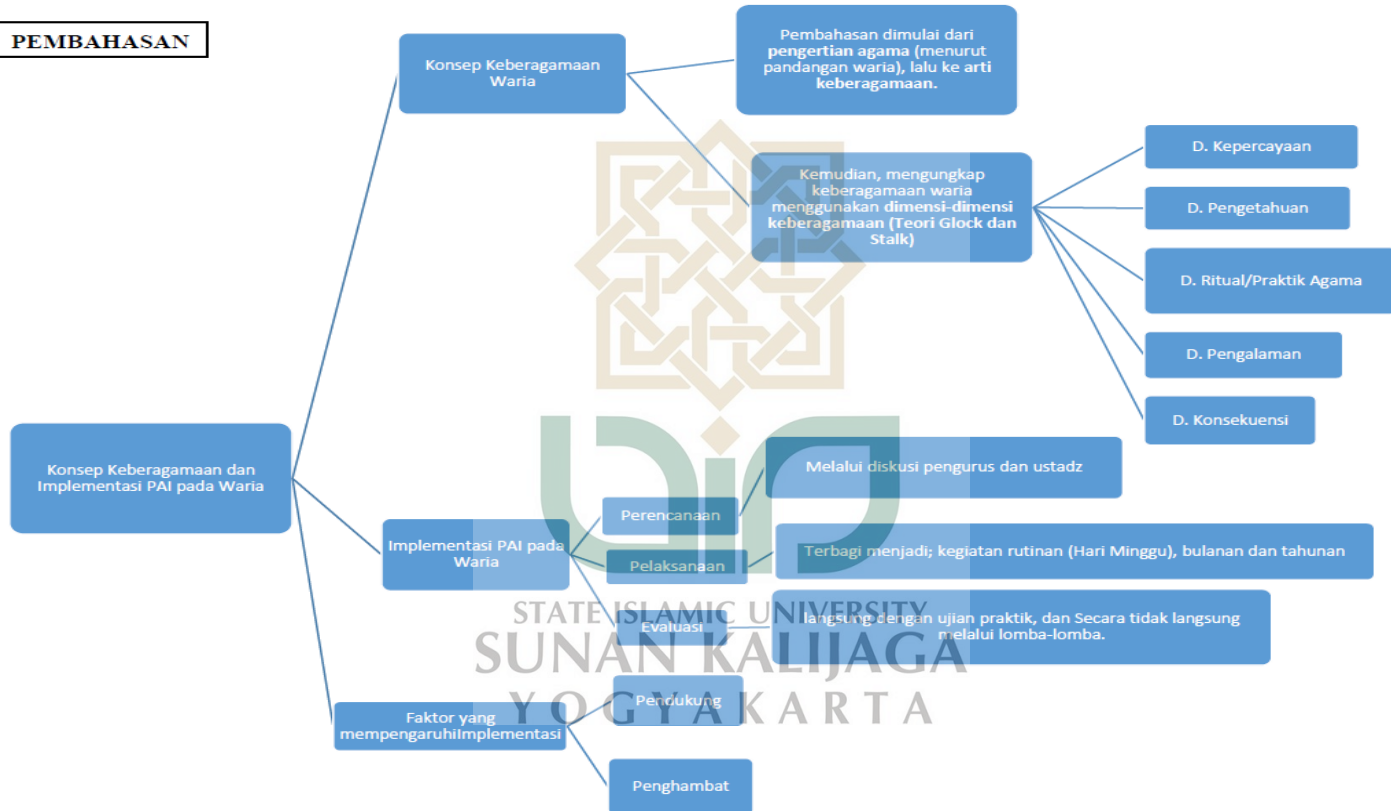 PEMBAHASAN
Konsep Keberagamaan dan
Implementasi PAI pada Waria
Konsep Keberagamaan
Waria
Pembahasan dimulai dari
pengertian agama (menurut
pandangan waria), lalu ke arti
keberagamaan.
Kemudian, mengungkap
keberagamaan waria
menggunakan dimensi-dimensi
keberagamaan (Teori Glock dan
Stalk)
D. Kepercayaan
D. Pengetahuan
D. Ritual/Praktik Agama
D. Pengalaman
D. Konsekuensi
Implementasi PAI pada
Waria
Perencanaan
Melalui diskusi pengurus dan ustadz
Pelaksanaan
Terbagi menjadi; kegiatan rutinan (Hari Minggu), bulanan dan tahunan
Evaluasi
langsung dengan ujian praktik, dan Secara tidak langsung
melalui lomba-lomba.
Faktor yang
mempengaruhiImplementasi
Pendukung
Penghambat
STATE ISLAMIC UNIVERSITY
SUNAN KALIJAGA
YOGYAKARTA